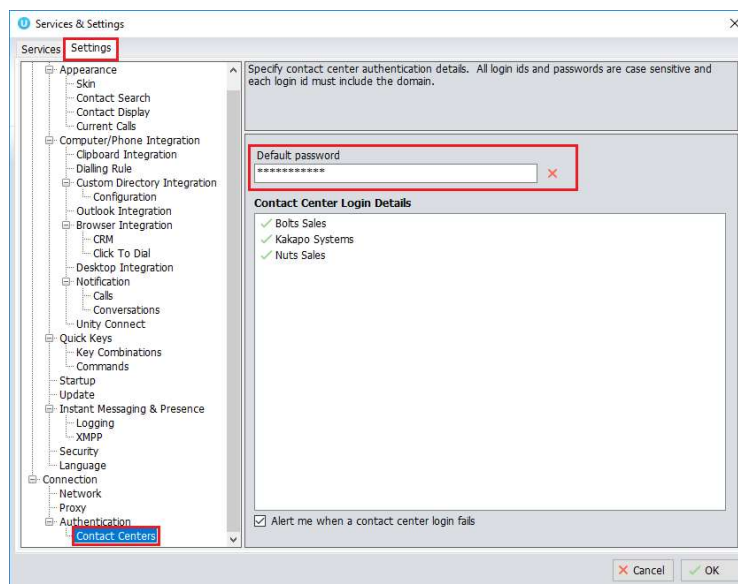 Services & Settings
Services Settings
Appearance
Skin
Contact Search
Contact Display
Current Calls
Computer/Phone Integration
Clipboard Integration
Dialling Rule
Custom Directory Integration
Configuration
Outlook Integration
Browser Integration
CRM
Click To Dial
Desktop Integration
Notification
Calls
Conversations
Unity Connect
Quick Keys
Key Combinations
Commands
Startup
Update
Instant Messaging & Presence
Logging
XMPP
Security
Language
Connection
Network
Proxy
Authentication
Contact Centers
Specify contact center authentication details. All login ids and passwords are case sensitive and
each login id must include the domain.
Default password
***********
Contact Center Login Details
Bolts Sales
Kakapo Systems
Nuts Sales
Alert me when a contact center login fails
Cancel OK